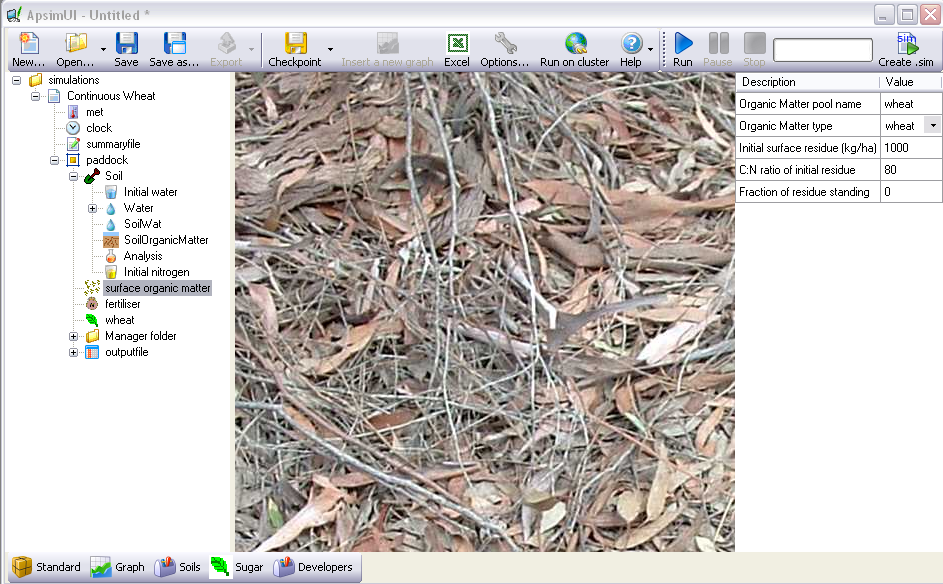 ApsimUI - Untitled *
New... Open... Save Save as... Export Checkpoint Insert a new graph Excel Options... Run on cluster Help Run Pause Stop Create .sim
simulations
Continuous Wheat
met
clock
summaryfile
paddock
Soil
Initial water
Water
SoilWat
SoilOrganicMatter
Analysis
Initial nitrogen
surface organic matter
fertiliser
wheat
Manager folder
outputfile
Description Value
Organic Matter pool name wheat
Organic Matter type wheat
Initial surface residue (kg/ha) 1000
C:N ratio of initial residue 80
Fraction of residue standing 0
Standard Graph Soils Sugar Developers